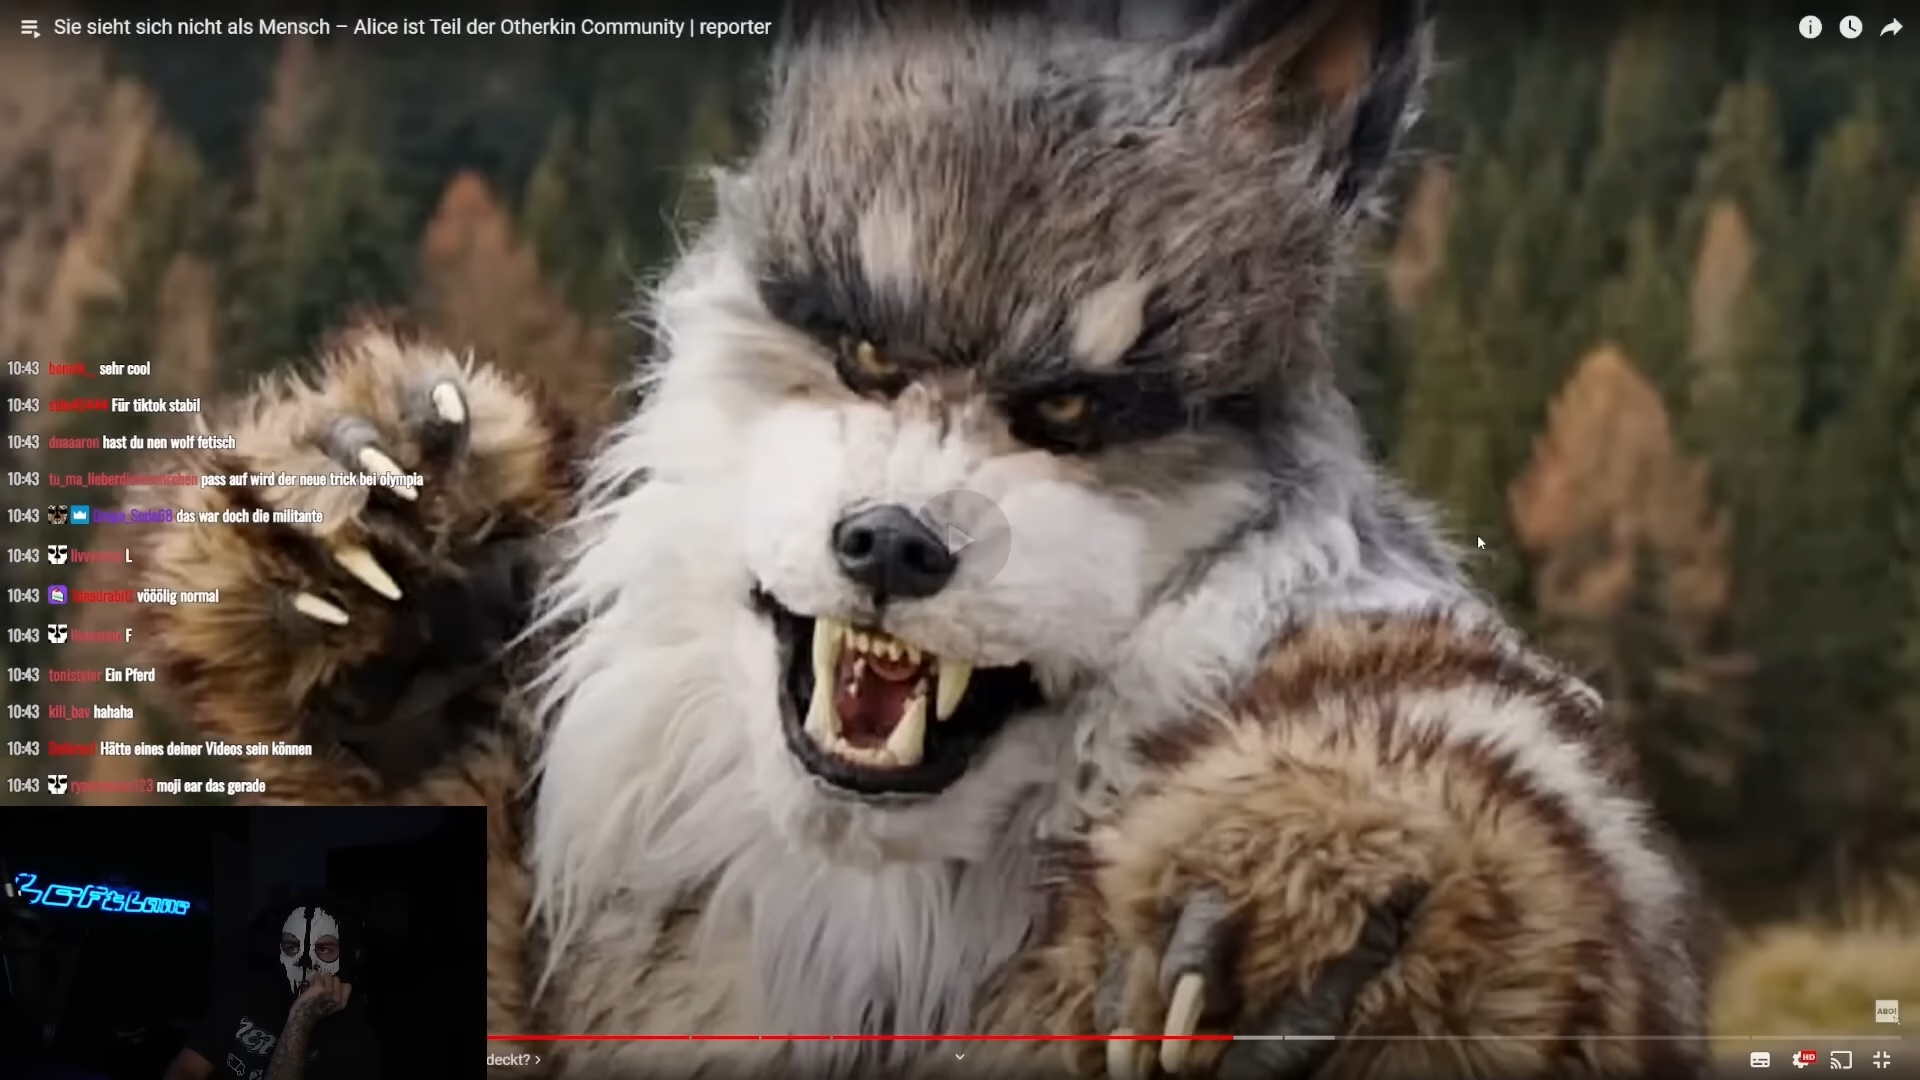 Sie sieht sich nicht als Mensch – Alice ist Teil der Otherkin Community | reporter
10:43 sehr cool
10:43 Für tiktok stabil
10:43 dnaaaron hast du nen wolf fetisch
10:43 pass auf wird der neue trick bei olympia
10:43 das war doch die militante
10:43 L
10:43 vööölig normal
10:43 F
10:43 tonistyler Ein Pferd
10:43 kill_bav hahaha
10:43 Hätte eines deiner Videos sein können
10:43 moji ear das gerade
deckt?
HD
ABO!